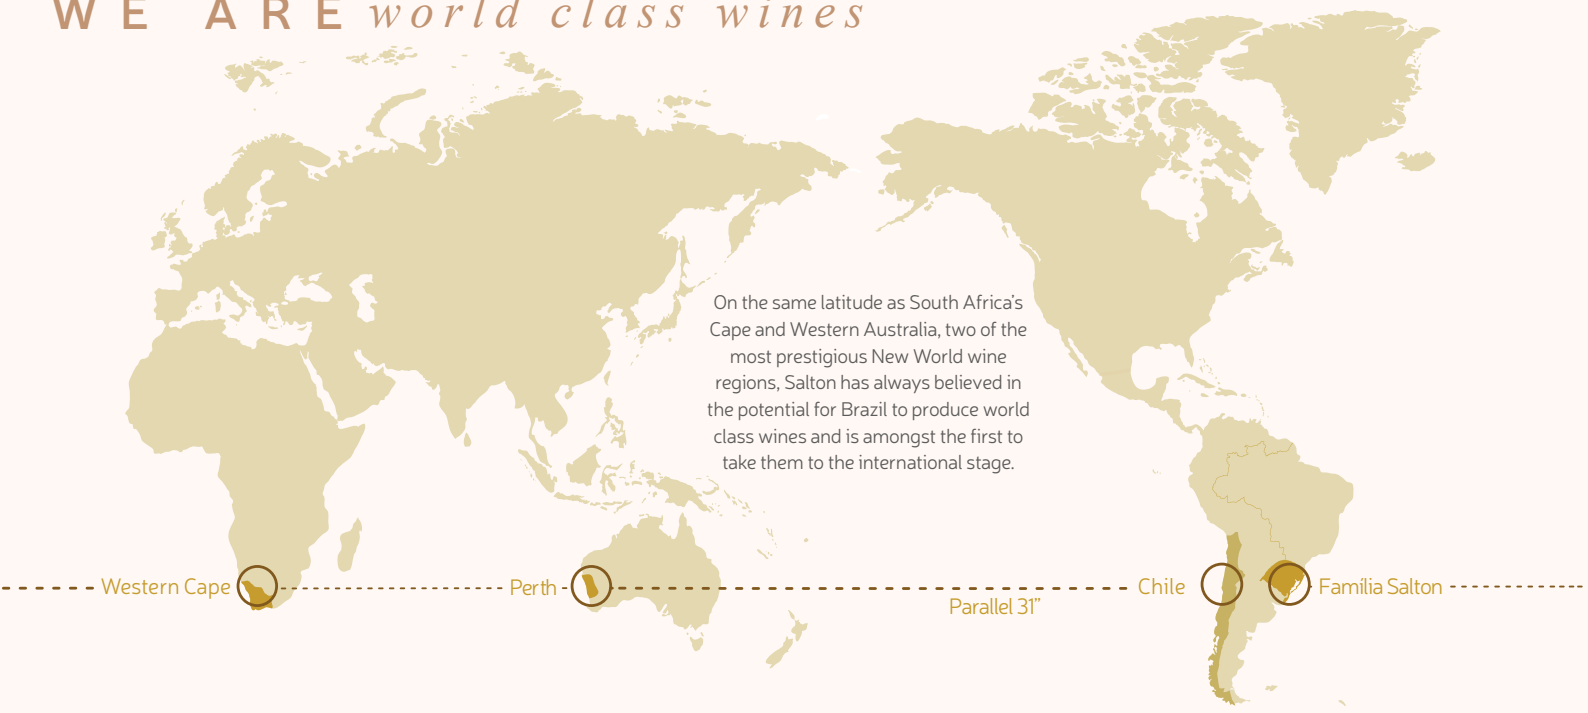 WE ARE world class wines
On the same latitude as South Africa's
Cape and Western Australia, two of the
most prestigious New World wine
regions, Salton has always believed in
the potential for Brazil to produce world
class wines and is amongst the first to
take them to the international stage.
Western Cape
Perth
Chile
Família Salton
Parallel 31”